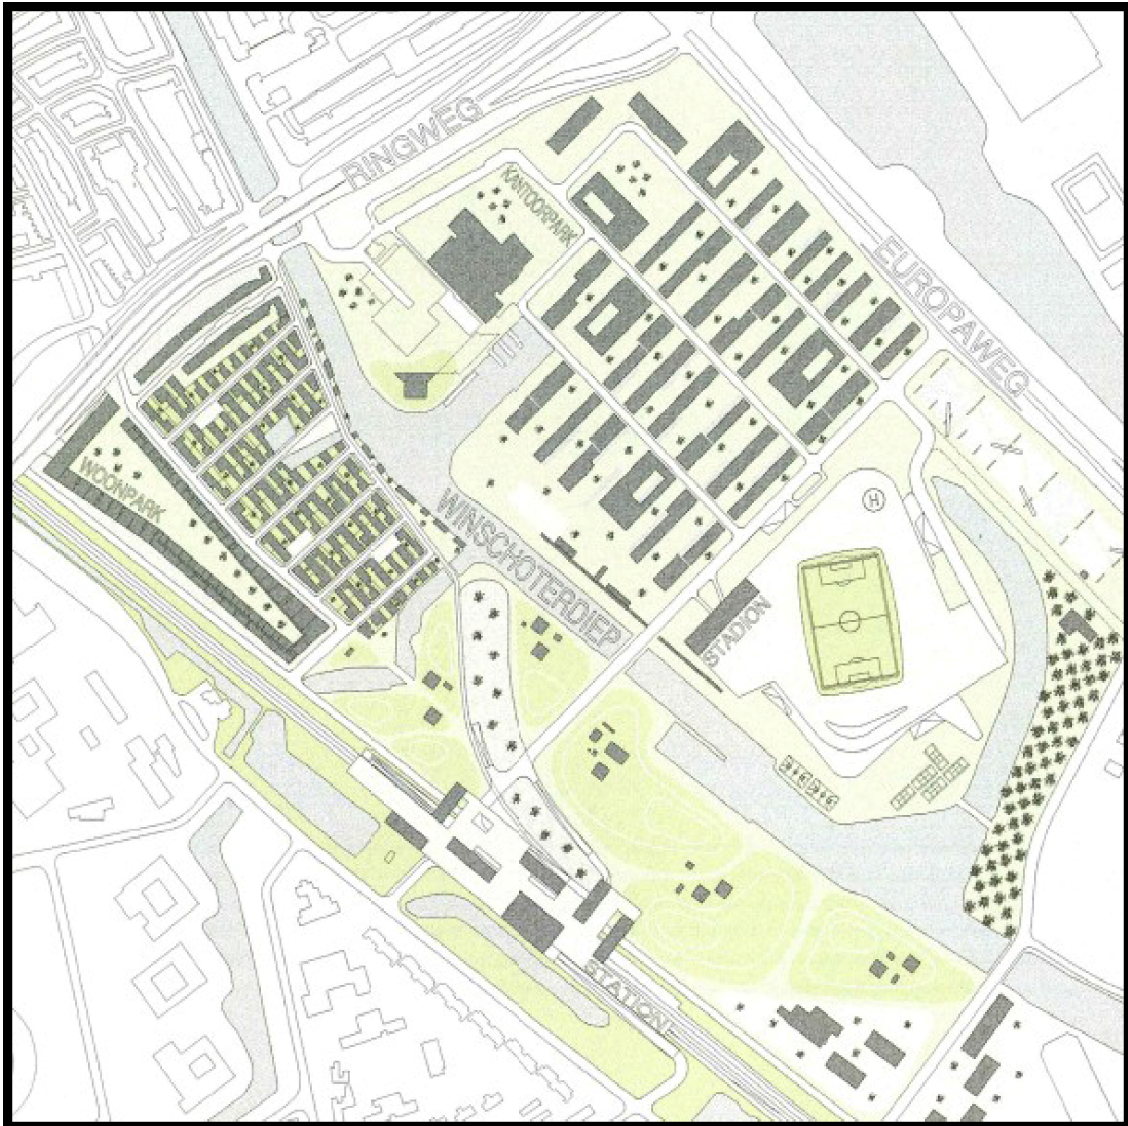 RINGWEG
KANTOORPARK
EUROPAWEG
WOONPARK
WINSCHOTERDIEP
H
STADION
STATION